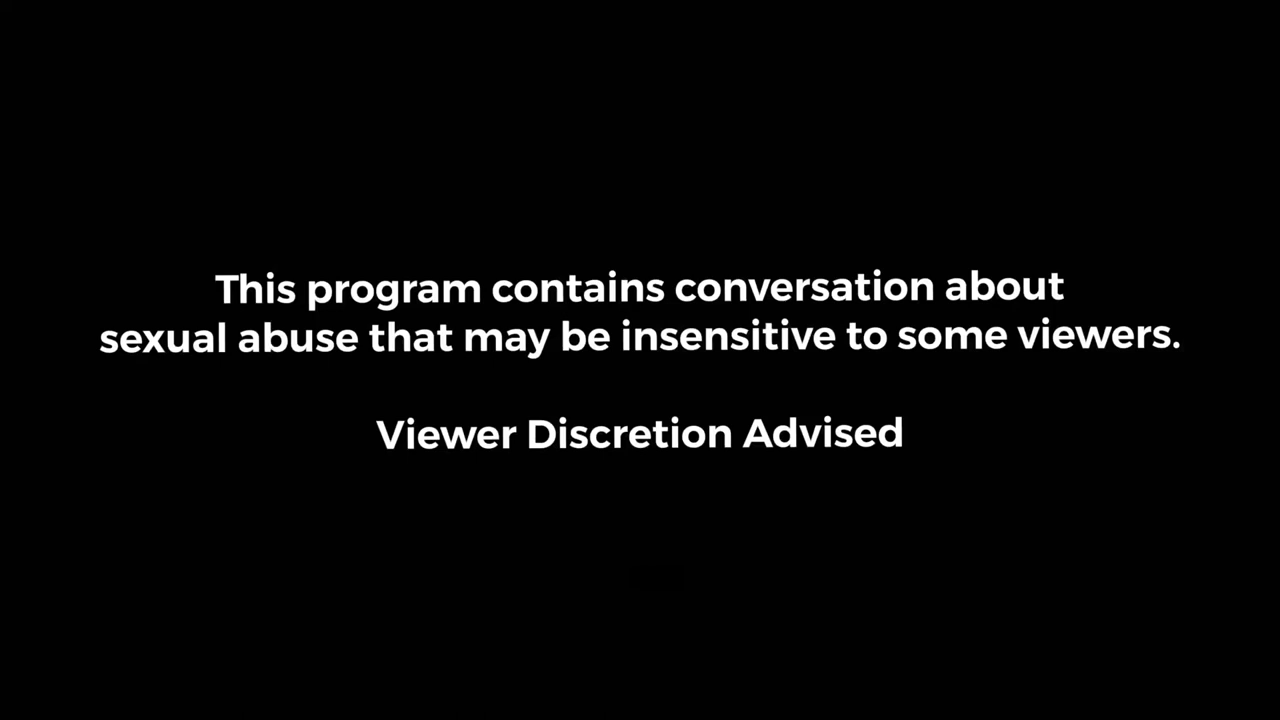 This program contains conversation about
sexual abuse that may be insensitive to some viewers.
Viewer Discretion Advised